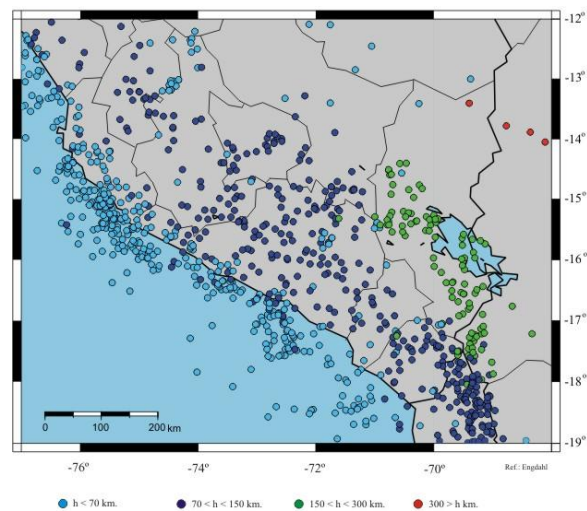 -12°
-13°
-14°
-15°
-16°
-17°
-18°
-19°
0 100 200 km
-76° -74° -72° -70°
Ref.: Engdahl
h < 70 km. 70 < h < 150 km. 150 < h < 300 km. 300 > h km.